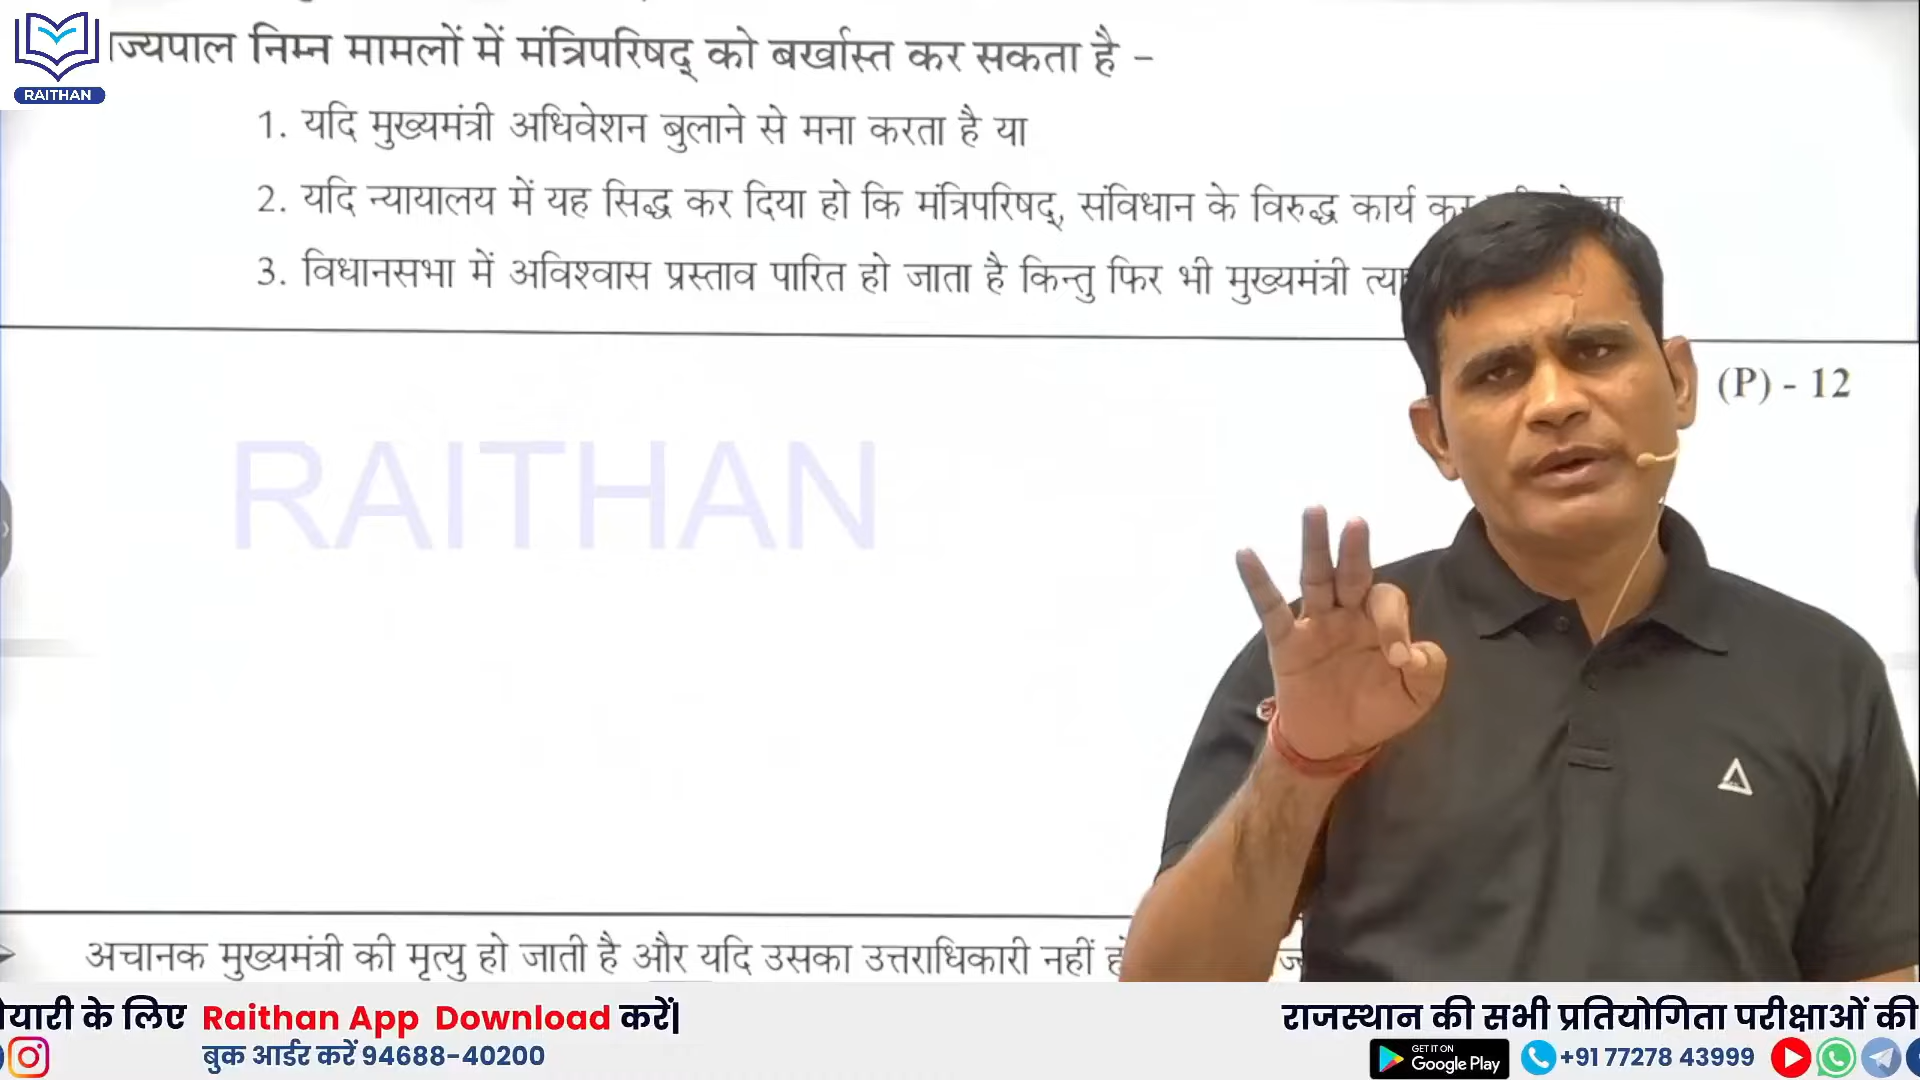 RAITHAN
ज्यपाल निम्न मामलों में मंत्रिपरिषद् को बर्खास्त कर सकता है -
1. यदि मुख्यमंत्री अधिवेशन बुलाने से मना करता है या
2. यदि न्यायालय में यह सिद्ध कर दिया हो कि मंत्रिपरिषद्, संविधान के विरुद्ध कार्य कर
3. विधानसभा में अविश्वास प्रस्ताव पारित हो जाता है किन्तु फिर भी मुख्यमंत्री
(P) - 12
RAITHAN
अचानक मुख्यमंत्री की मृत्यु हो जाती है और यदि उसका उत्तराधिकारी नहीं
यारी के लिए Raithan App Download करें|
राजस्थान की सभी प्रतियोगिता परीक्षाओं की
बुक आर्डर करें 94688-40200
GET IT ON
Google Play
+91 77278 43999